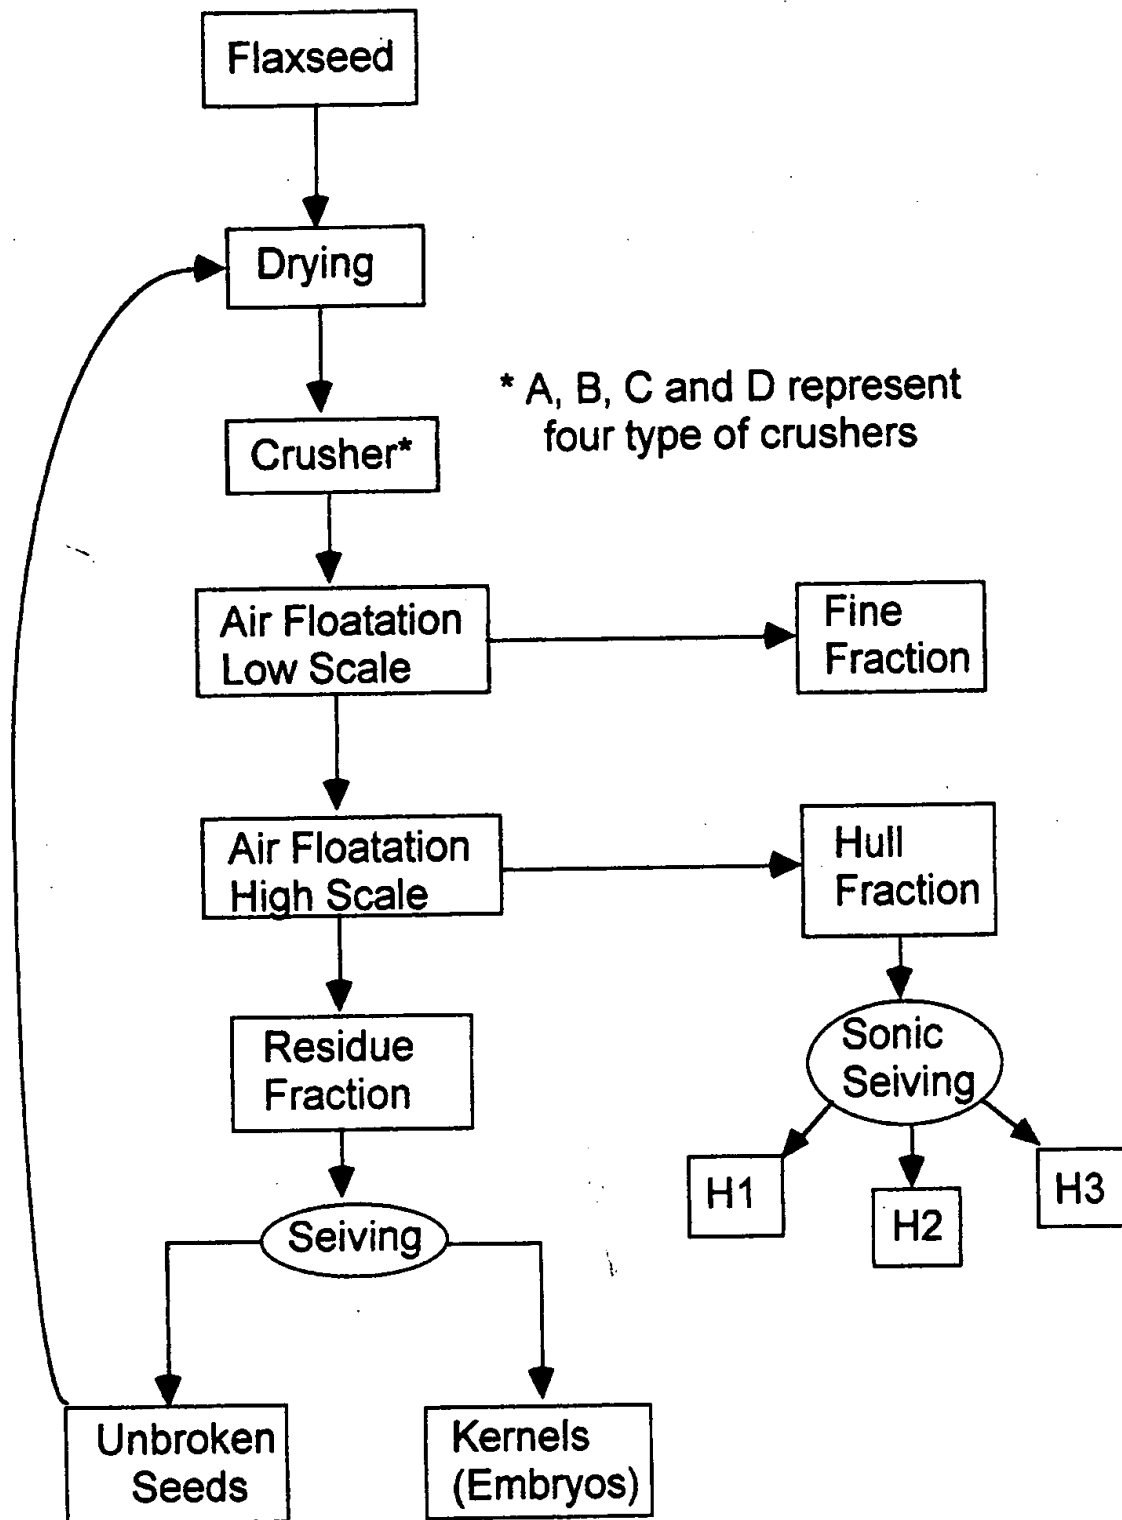 Flaxseed
Drying
* A, B, C and D represent
four type of crushers
Crusher*
Air Floatation
Low Scale
Fine
Fraction
Air Floatation
High Scale
Hull
Fraction
Residue
Fraction
Sonic
Seiving
H1
H2
H3
Seiving
Unbroken
Seeds
Kernels
(Embryos)